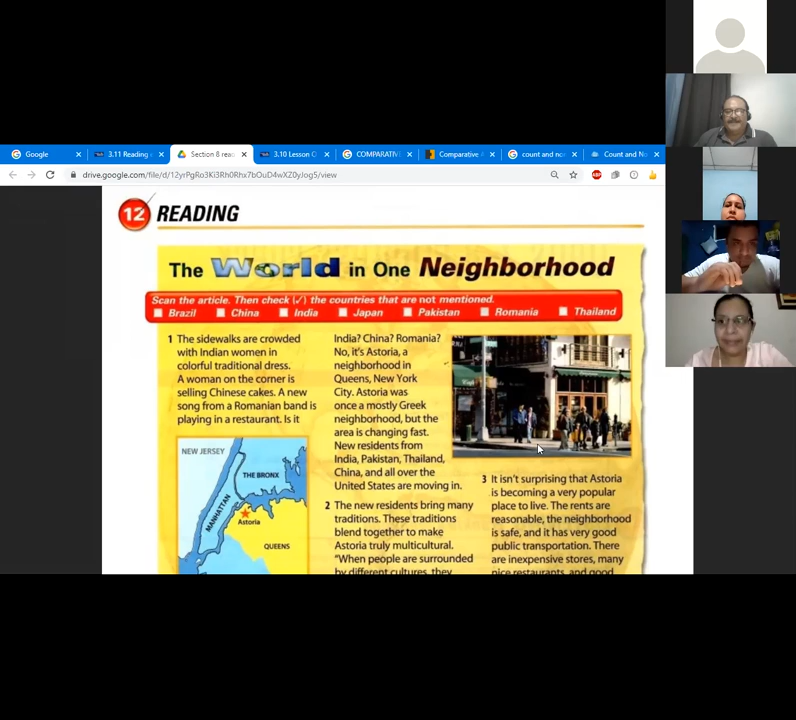 Google
3.11 Reading
Section 8 rea
3.10 Lesson
COMPARATIV
Comparative
count and no
Count and No
drive.google.com/file/d/12yrPgRo3Ki3Rh0Rhx7bOuD4wXZ0yJog5/view
12 READING
The World in One Neighborhood
Scan the article. Then check (✓) the countries that are not mentioned.
Brazil China India Japan Pakistan Romania Thailand
1 The sidewalks are crowded
with Indian women in
colorful traditional dress.
A woman on the corner is
selling Chinese cakes. A new
song from a Romanian band is
playing in a restaurant. Is it
NEW JERSEY
THE BRONX
MANHATTAN
Astoria
QUEENS
India? China? Romania?
No, it's Astoria, a
neighborhood in
Queens, New York
City. Astoria was
once a mostly Greek
neighborhood, but the
area is changing fast.
New residents from
India, Pakistan, Thailand,
China, and all over the
United States are moving in.
2 The new residents bring many
traditions. These traditions
blend together to make
Astoria truly multicultural.
"When people are surrounded
by different cultures, they
3 It isn't surprising that Astoria
is becoming a very popular
place to live. The rents are
reasonable, the neighborhood
is safe, and it has very good
public transportation. There
are inexpensive stores, many
nice restaurants, and good